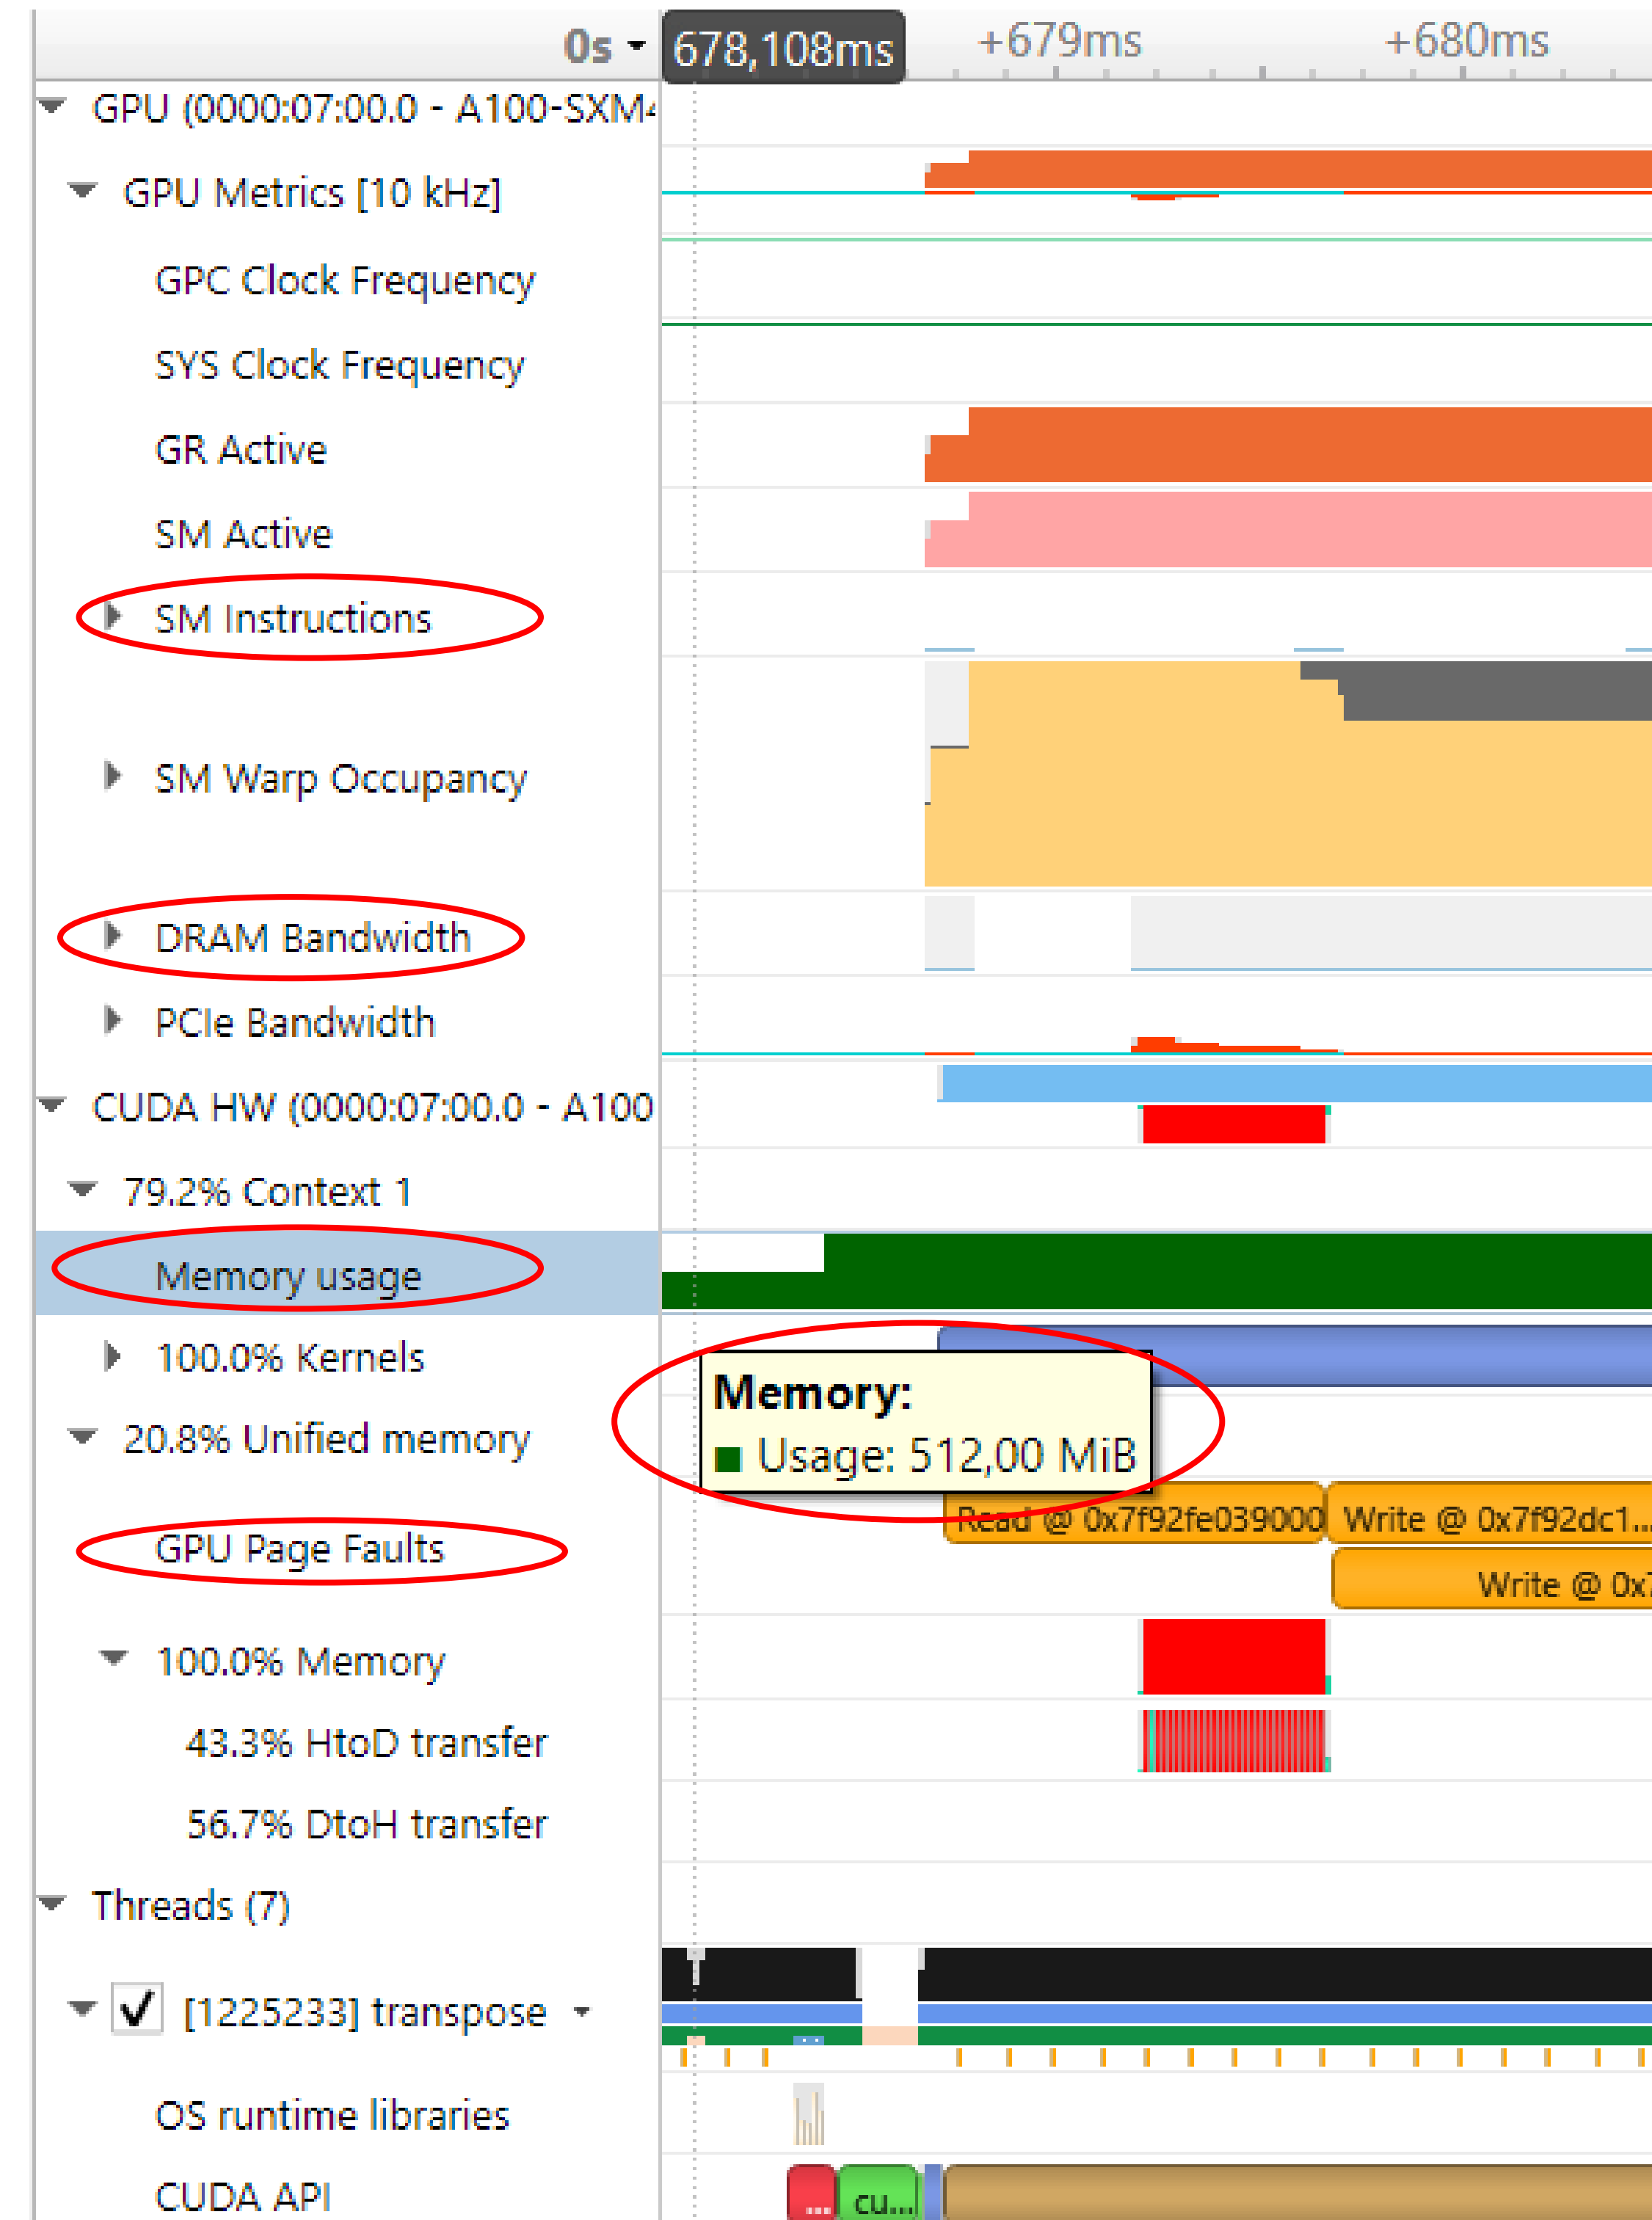 0s 678,108ms +679ms +680ms
GPU (0000:07:00.0 - A100-SXM4
GPU Metrics [10 kHz]
GPC Clock Frequency
SYS Clock Frequency
GR Active
SM Active
SM Instructions
SM Warp Occupancy
DRAM Bandwidth
PCIe Bandwidth
CUDA HW (0000:07:00.0 - A100
79.2% Context 1
Memory usage
100.0% Kernels
Memory:
Usage: 512,00 MiB
20.8% Unified memory
GPU Page Faults
Read @ 0x7f92fe039000 Write @ 0x7f92dc1...
Write @ 0x7
100.0% Memory
43.3% HtoD transfer
56.7% DtoH transfer
Threads (7)
[1225233] transpose
OS runtime libraries
CUDA API
... cu...